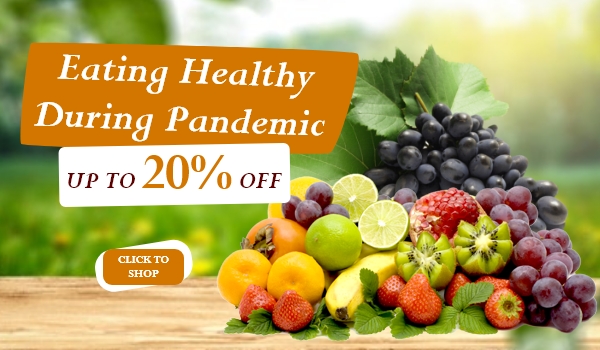 Eating Healthy
During Pandemic
UP TO 20% OFF
CLICK TO
SHOP